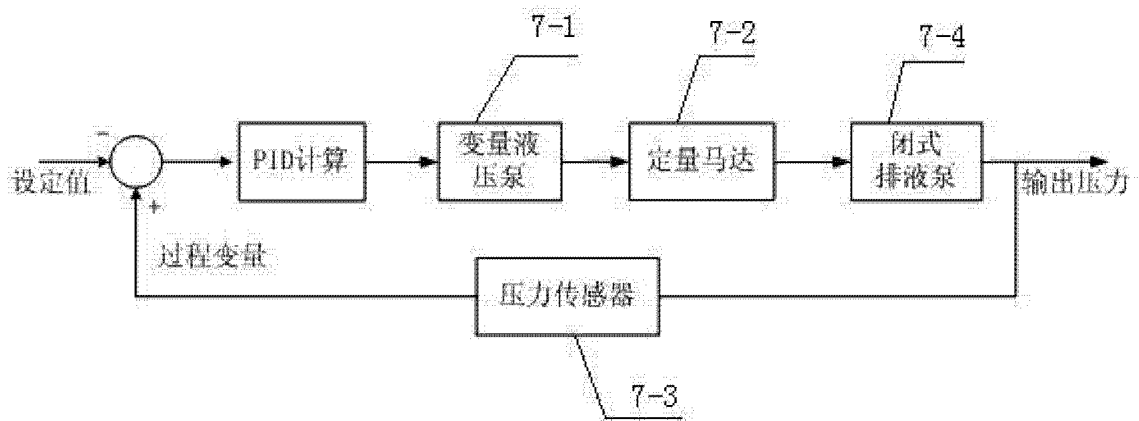 7-1
7-2
7-4
-
设定值
PID计算
变量液
压泵
定量马达
闭式
排液泵
输出压力
+
过程变量
压力传感器
7-3